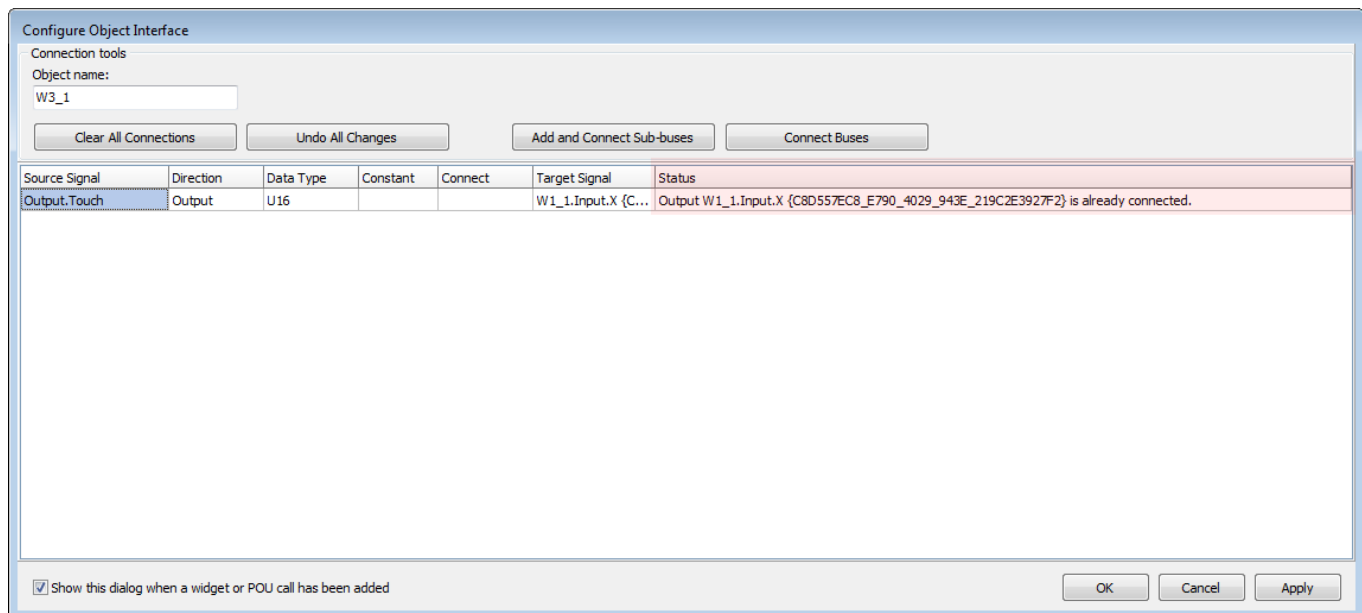 Configure Object Interface
Connection tools
Object name:
W3_1
Clear All Connections Undo All Changes Add and Connect Sub-buses Connect Buses
Source Signal Direction Data Type Constant Connect Target Signal Status
Output.Touch Output U16 W1_1.Input.X {C... Output W1_1.Input.X {C8D557EC8_E790_4029_943E_219C2E3927F2} is already connected.
Show this dialog when a widget or POU call has been added OK Cancel Apply